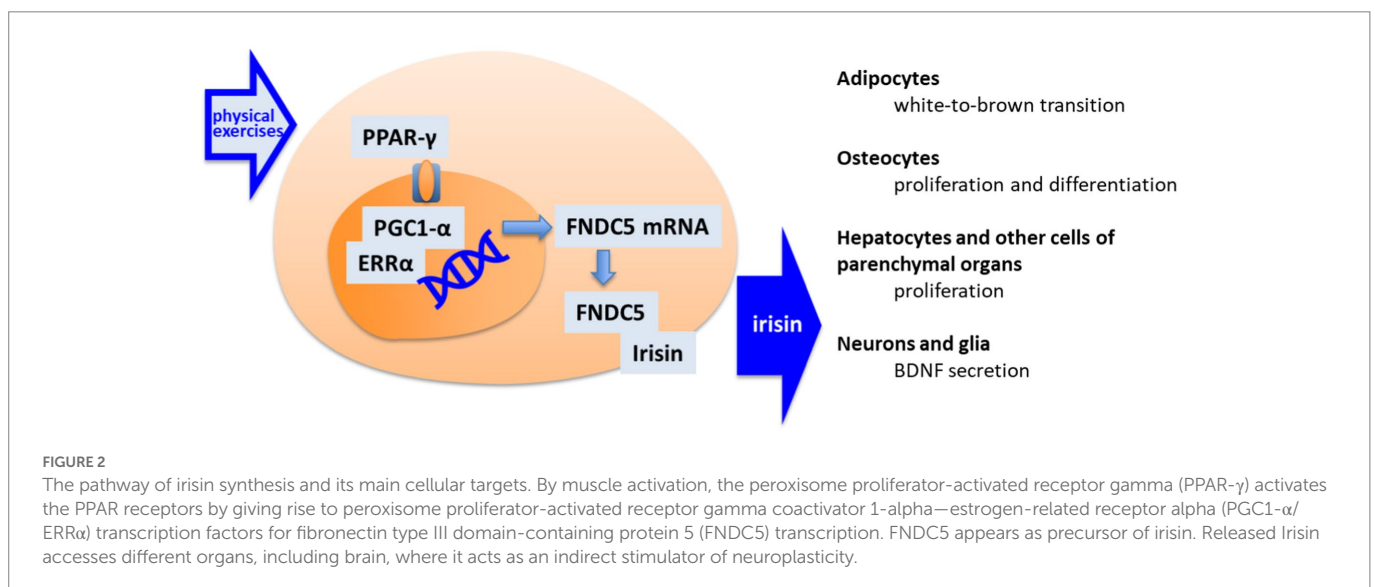 physical
exercises
PPAR-γ
PGC1-α
ERRα
FNDC5 mRNA
FNDC5
Irisin
irisin
Adipocytes
white-to-brown transition
Osteocytes
proliferation and differentiation
Hepatocytes and other cells of
parenchymal organs
proliferation
Neurons and glia
BDNF secretion
FIGURE 2
The pathway of irisin synthesis and its main cellular targets. By muscle activation, the peroxisome proliferator-activated receptor gamma (PPAR-γ) activates
the PPAR receptors by giving rise to peroxisome proliferator-activated receptor gamma coactivator 1-alpha—estrogen-related receptor alpha (PGC1-α/
ERRα) transcription factors for fibronectin type III domain-containing protein 5 (FNDC5) transcription. FNDC5 appears as precursor of irisin. Released Irisin
accesses different organs, including brain, where it acts as an indirect stimulator of neuroplasticity.